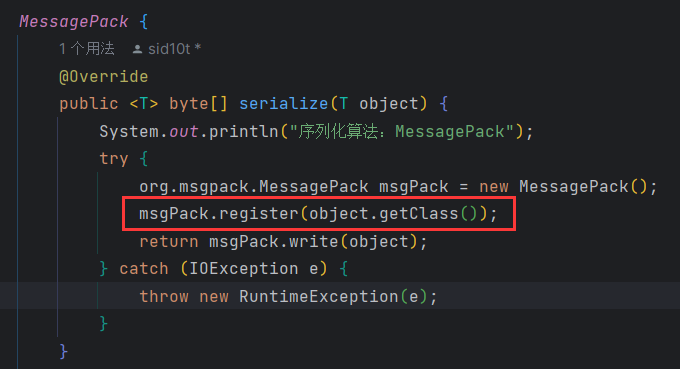 MessagePack {
1 个用法 sid10t *
@Override
public <T> byte[] serialize(T object) {
System.out.println("序列化算法：MessagePack");
try {
org.msgpack.MessagePack msgPack = new MessagePack();
msgPack.register(object.getClass());
return msgPack.write(object);
} catch (IOException e) {
throw new RuntimeException(e);
}
}